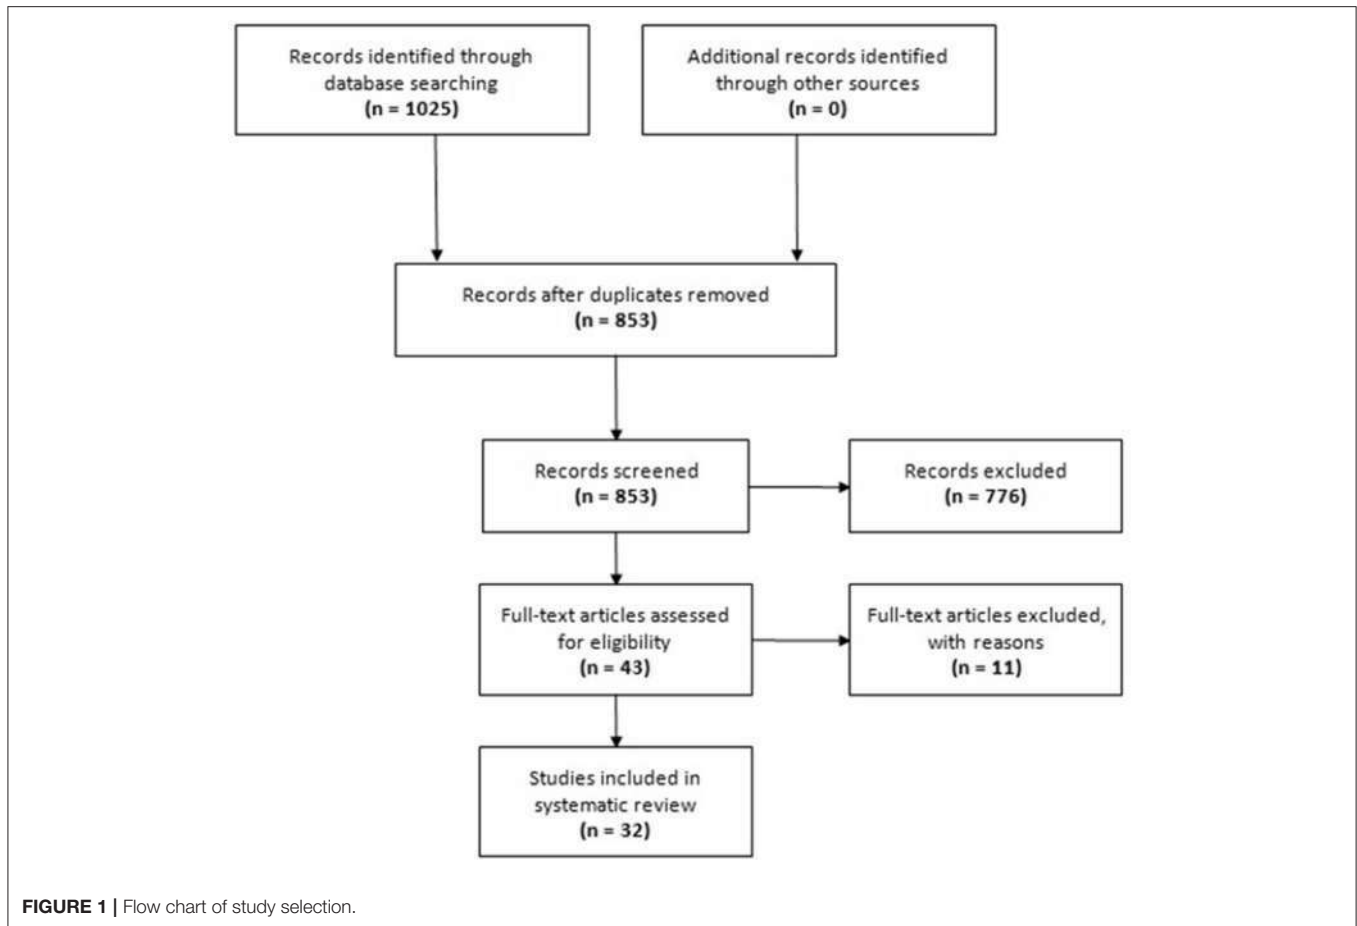 Records identified through
database searching
(n = 1025)
Additional records identified
through other sources
(n = 0)
Records after duplicates removed
(n = 853)
Records screened
(n = 853)
Records excluded
(n = 776)
Full-text articles assessed
for eligibility
(n = 43)
Full-text articles excluded,
with reasons
(n = 11)
Studies included in
systematic review
(n = 32)
FIGURE 1 | Flow chart of study selection.